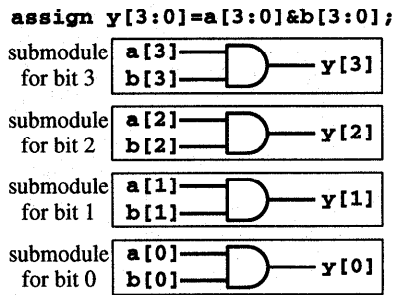 assign y[3:0]=a[3:0]&b[3:0];
submodule for bit 3
a[3]
b[3]
y[3]
submodule for bit 2
a[2]
b[2]
y[2]
submodule for bit 1
a[1]
b[1]
y[1]
submodule for bit 0
a[0]
b[0]
y[0]